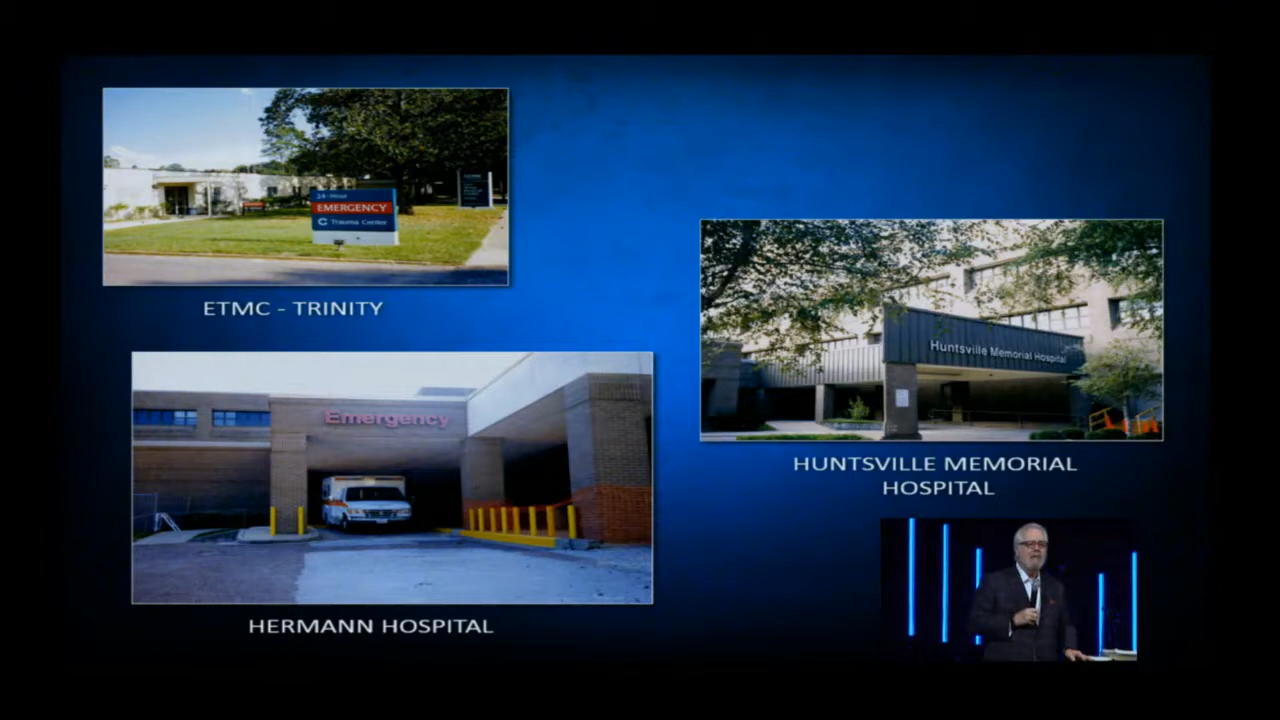 24-Hour
EMERGENCY
C Trauma Center
ETMC - TRINITY
Huntsville Memorial Hospital
HUNTSVILLE MEMORIAL
HOSPITAL
Emergency
HERMANN HOSPITAL